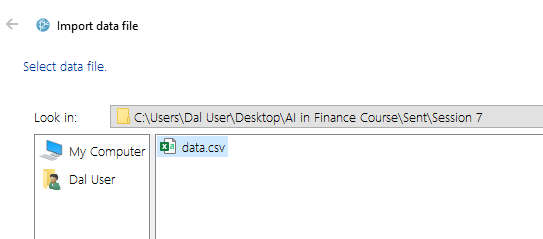 Import data file
Select data file.
Look in: C:\Users\Dal User\Desktop\AI in Finance Course\Sent\Session 7
My Computer
data.csv
Dal User